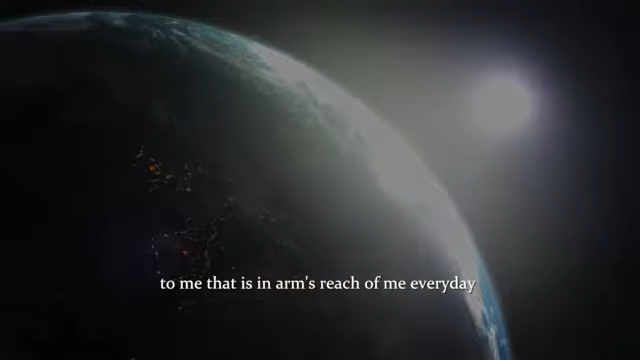 to me that is in arm's reach of me everyday